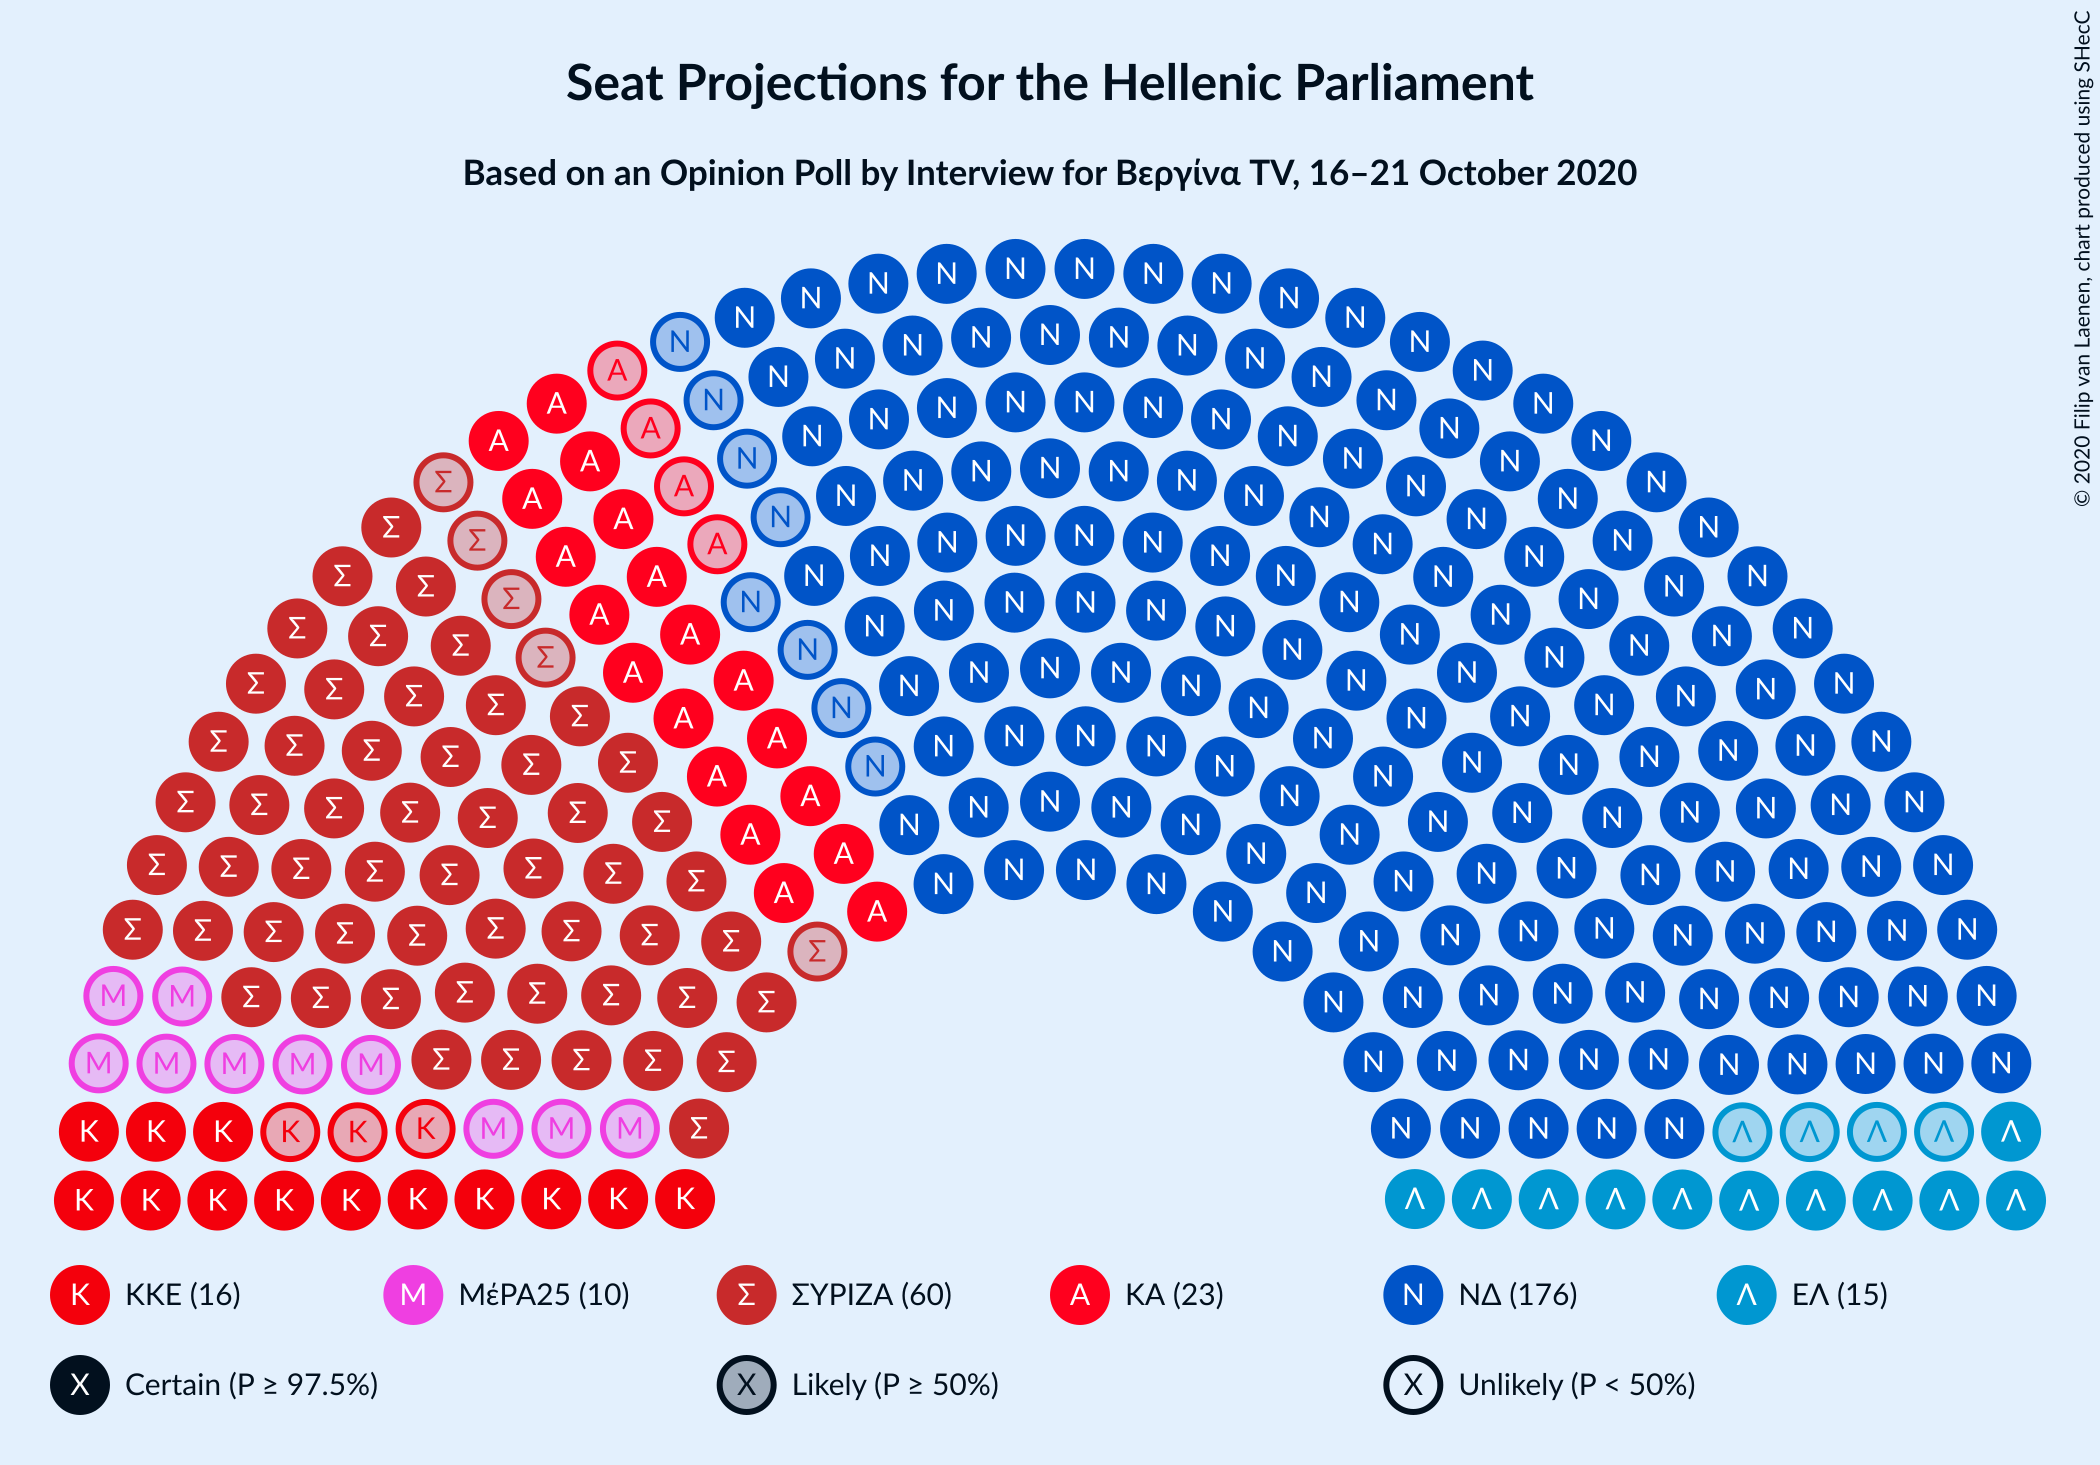 Seat Projections for the Hellenic Parliament
Based on an Opinion Poll by Interview for Βεργίνα TV, 16–21 October 2020
© 2020 Filip van Laenen, chart produced using SHecC
K ΚΚΕ (16)
M ΜέΡΑ25 (10)
Σ ΣΥΡΙΖΑ (60)
A ΚΑ (23)
N ΝΔ (176)
Λ ΕΛ (15)
X Certain (P ≥ 97.5%)
X Likely (P ≥ 50%)
X Unlikely (P < 50%)